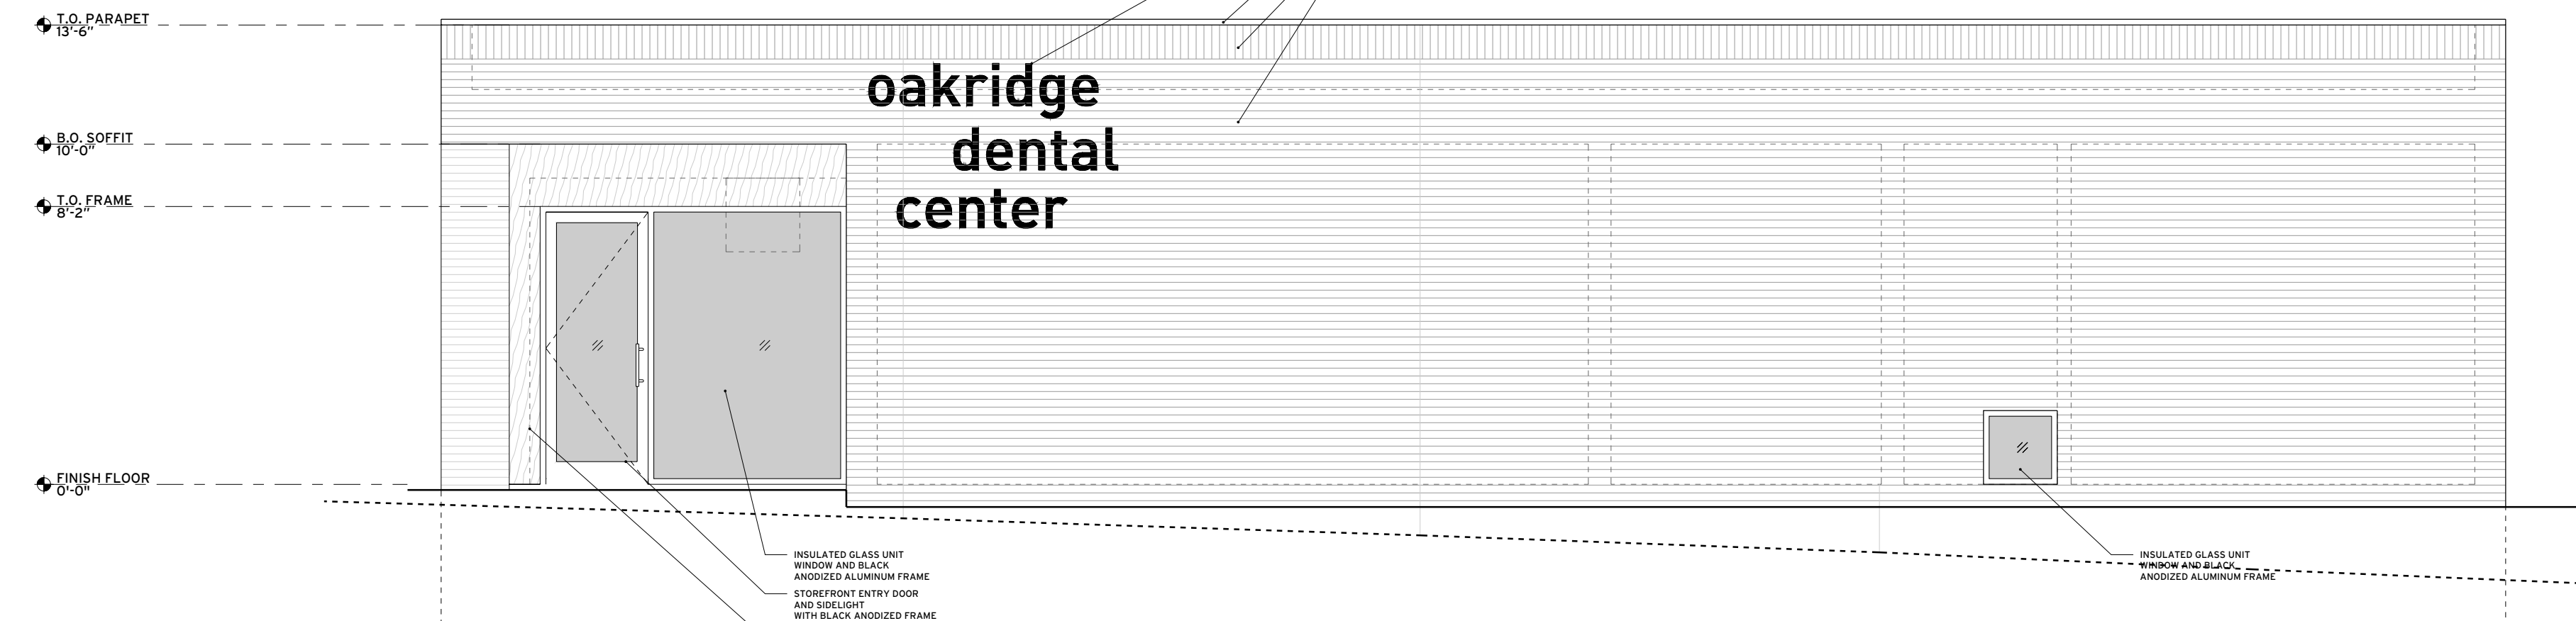 T.O. PARAPET
13'-6"
oakridge
dental
center
B.O. SOFFIT
10'-0"
T.O. FRAME
8'-2"
FINISH FLOOR
0'-0"
INSULATED GLASS UNIT
WINDOW AND BLACK
ANODIZED ALUMINUM FRAME
STOREFRONT ENTRY DOOR
AND SIDELIGHT
WITH BLACK ANODIZED FRAME
INSULATED GLASS UNIT
WINDOW AND BLACK
ANODIZED ALUMINUM FRAME